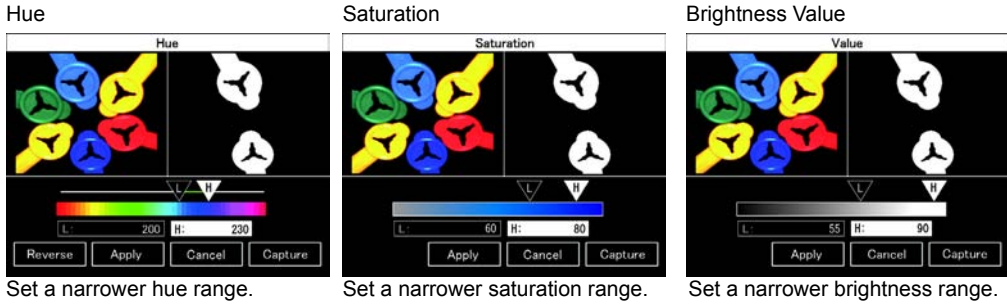 Hue
Saturation
Brightness Value
Hue
L H
L: 200 H: 230
Reverse Apply Cancel Capture
Saturation
L H
L: 60 H: 80
Apply Cancel Capture
Value
L H
L: 55 H: 90
Apply Cancel Capture
Set a narrower hue range.
Set a narrower saturation range.
Set a narrower brightness range.